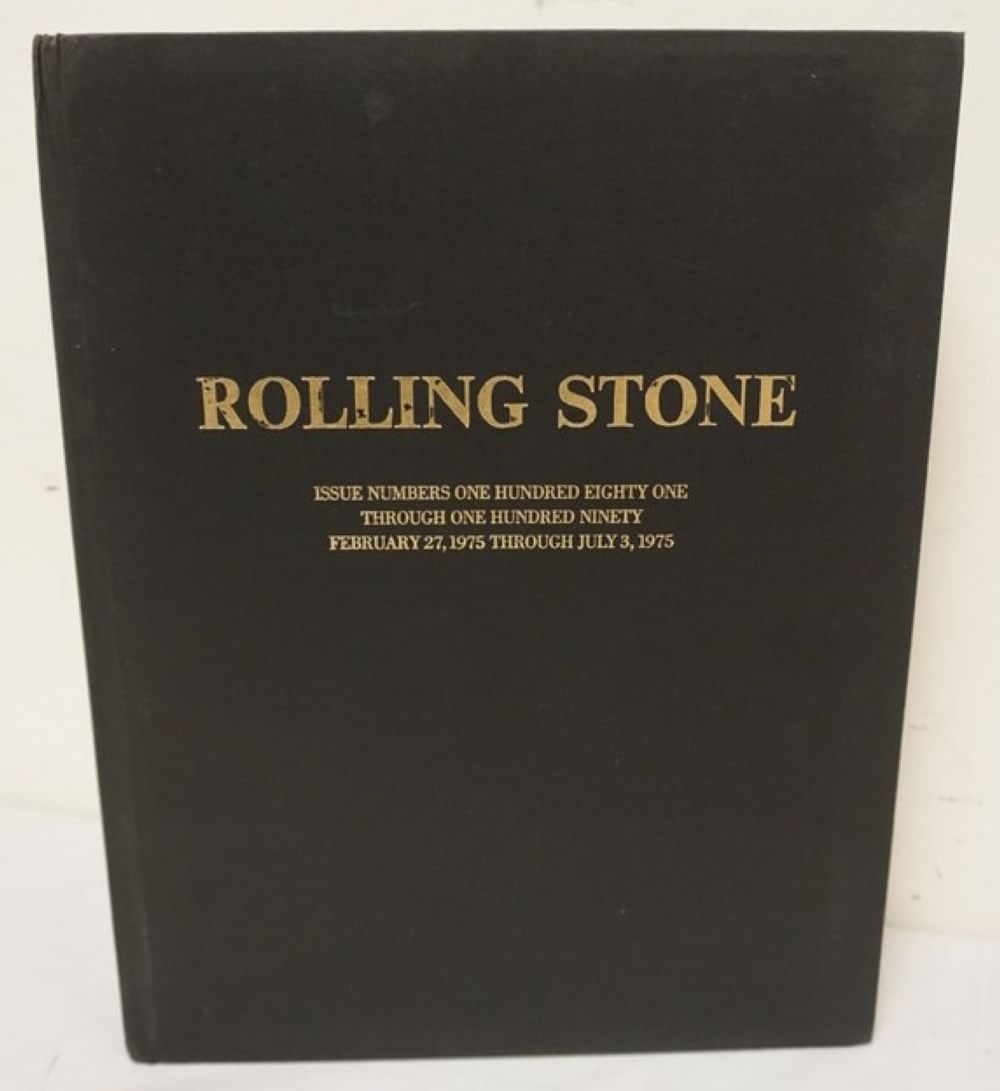 ROLLING STONE
ISSUE NUMBERS ONE HUNDRED EIGHTY ONE
THROUGH ONE HUNDRED NINETY
FEBRUARY 27, 1975 THROUGH JULY 3, 1975